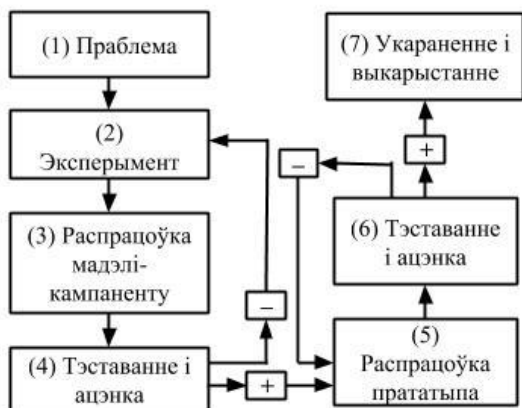 (1) Праблема
(2)
Эксперымент
(3) Распрацоўка
мадэлі-
кампаненту
(4) Тэставанне і
ацэнка
–
+
(5)
Распрацоўка
прататыпа
(6) Тэставанне
і ацэнка
–
+
(7) Укараненне і
выкарыстанне